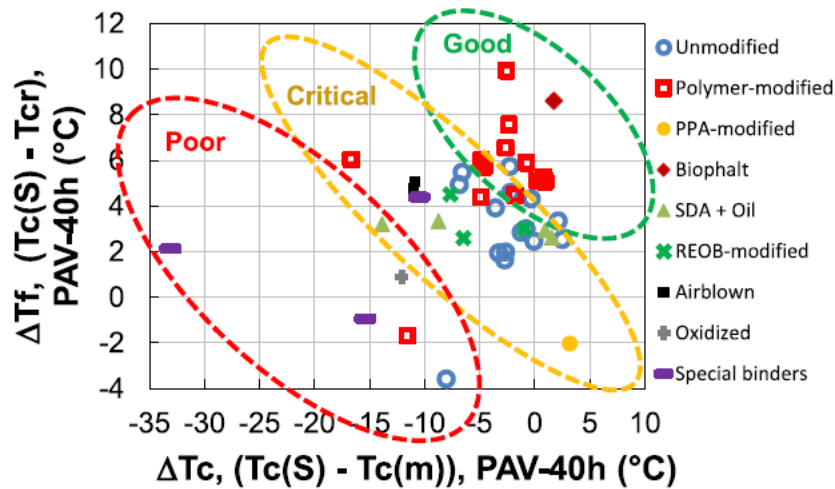 12
10
8
6
4
2
0
-2
-4
-35 -30 -25 -20 -15 -10 -5 0 5 10
ΔTf, (Tc(S) - Tcr),
PAV-40h (°C)
ΔTc, (Tc(S) - Tc(m)), PAV-40h (°C)
Good
Critical
Poor
Unmodified
Polymer-modified
PPA-modified
Biophalt
SDA + Oil
REOB-modified
Airblown
Oxidized
Special binders